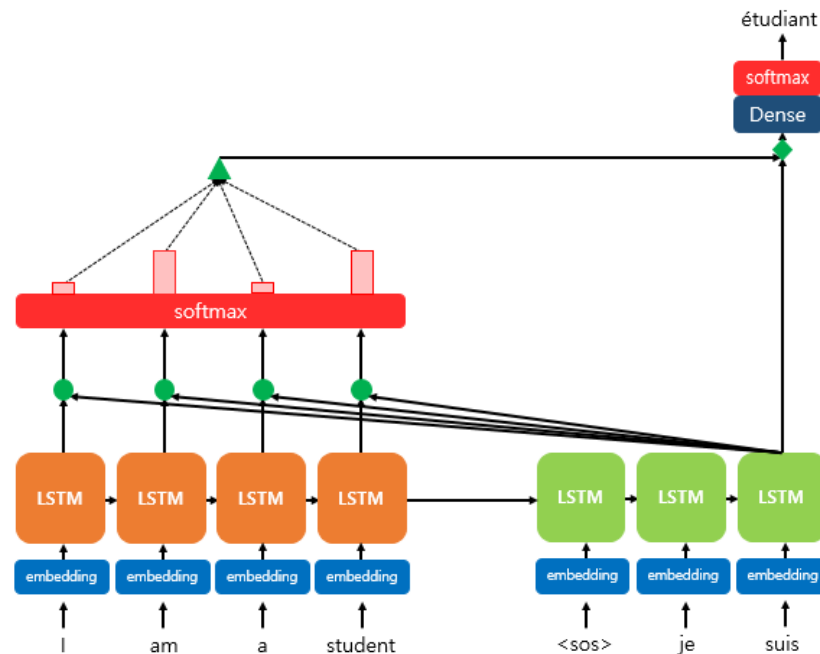 étudiant
softmax
Dense
softmax
LSTM LSTM LSTM LSTM LSTM LSTM LSTM
embedding embedding embedding embedding embedding embedding embedding
I am a student <sos> je suis